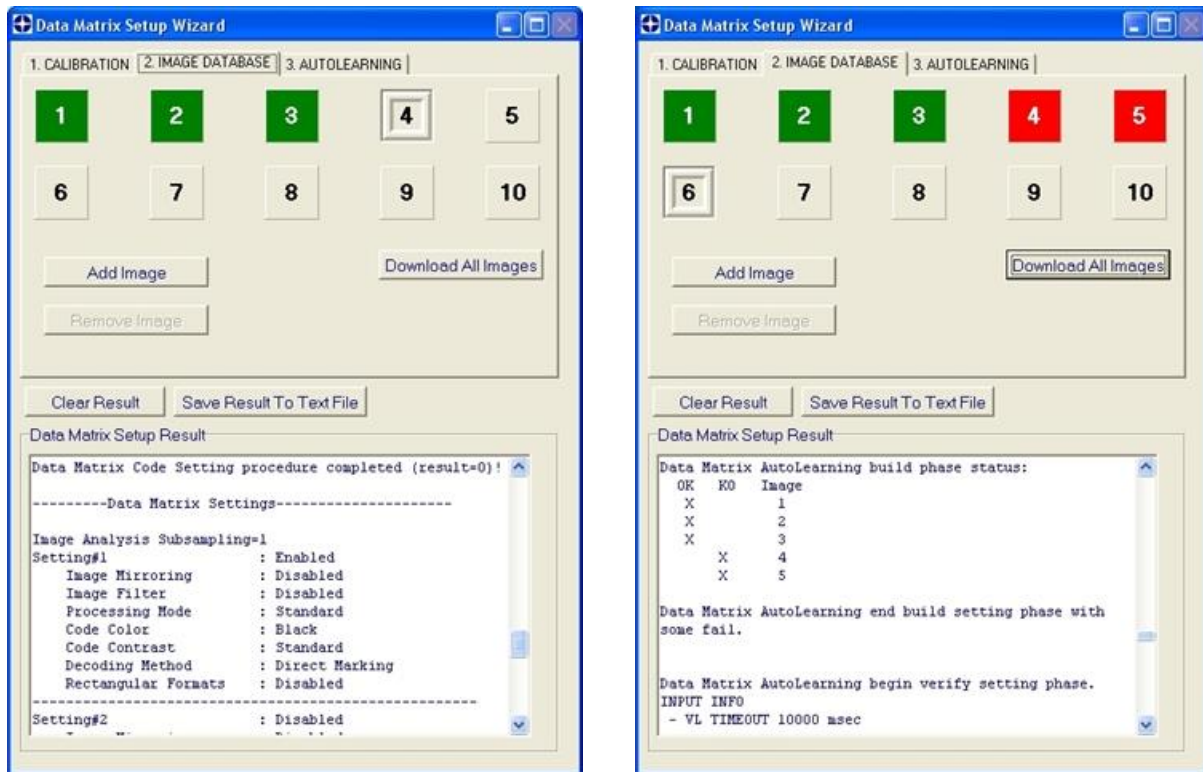 Data Matrix Setup Wizard
1. CALIBRATION 2. IMAGE DATABASE 3. AUTOLEARNING
1 2 3 4 5
6 7 8 9 10
Add Image Download All Images
Remove Image
Clear Result Save Result To Text File
Data Matrix Setup Result
Data Matrix Code Setting procedure completed (result=0)!
---------Data Matrix Settings---------------------
Image Analysis Subsampling=1
Setting#1 : Enabled
Image Mirroring : Disabled
Image Filter : Disabled
Processing Mode : Standard
Code Color : Black
Code Contrast : Standard
Decoding Method : Direct Marking
Rectangular Formats : Disabled
-----------------------------------------------------
Setting#2 : Disabled
Data Matrix Setup Wizard
1. CALIBRATION 2. IMAGE DATABASE 3. AUTOLEARNING
1 2 3 4 5
6 7 8 9 10
Add Image Download All Images
Remove Image
Clear Result Save Result To Text File
Data Matrix Setup Result
Data Matrix AutoLearning build phase status:
OK KO Image
X 1
X 2
X 3
X 4
X 5
Data Matrix AutoLearning end build setting phase with
some fail.
Data Matrix AutoLearning begin verify setting phase.
INPUT INFO
- VL TIMEOUT 10000 msec